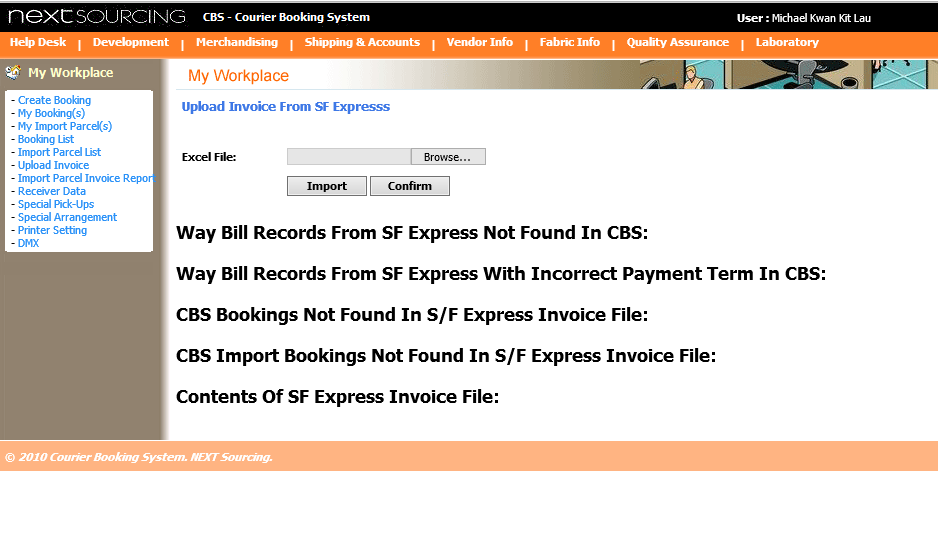 next SOURCING CBS - Courier Booking System User : Michael Kwan Kit Lau
Help Desk | Development | Merchandising | Shipping & Accounts | Vendor Info | Fabric Info | Quality Assurance | Laboratory
My Workplace
- Create Booking
- My Booking(s)
- My Import Parcel(s)
- Booking List
- Import Parcel List
- Upload Invoice
- Import Parcel Invoice Report
- Receiver Data
- Special Pick-Ups
- Special Arrangement
- Printer Setting
- DMX
My Workplace
Upload Invoice From SF Expresss
Excel File: Browse...
Import Confirm
Way Bill Records From SF Express Not Found In CBS:
Way Bill Records From SF Express With Incorrect Payment Term In CBS:
CBS Bookings Not Found In S/F Express Invoice File:
CBS Import Bookings Not Found In S/F Express Invoice File:
Contents Of SF Express Invoice File:
© 2010 Courier Booking System. NEXT Sourcing.